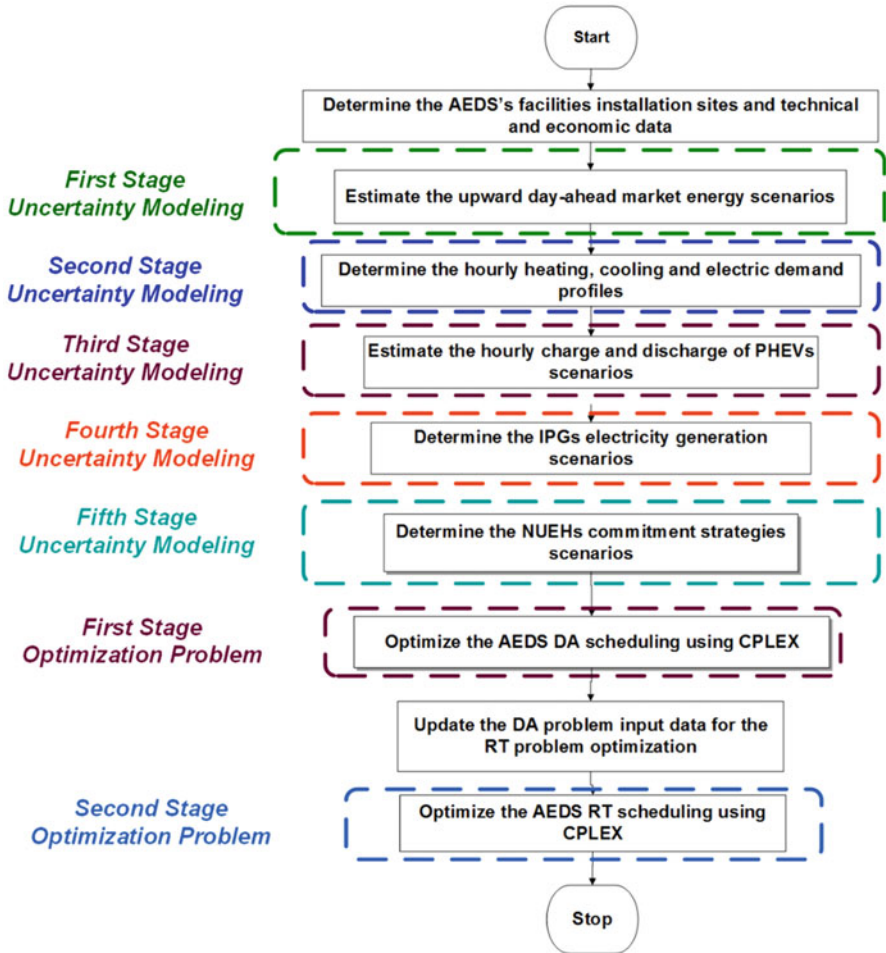 Start
Determine the AEDS's facilities installation sites and technical
and economic data
First Stage
Uncertainty Modeling
Estimate the upward day-ahead market energy scenarios
Second Stage
Uncertainty Modeling
Determine the hourly heating, cooling and electric demand
profiles
Third Stage
Uncertainty Modeling
Estimate the hourly charge and discharge of PHEVs
scenarios
Fourth Stage
Uncertainty Modeling
Determine the IPGs electricity generation
scenarios
Fifth Stage
Uncertainty Modeling
Determine the NUEHs commitment strategies
scenarios
First Stage
Optimization Problem
Optimize the AEDS DA scheduling using CPLEX
Update the DA problem input data for the
RT problem optimization
Second Stage
Optimization Problem
Optimize the AEDS RT scheduling using
CPLEX
Stop